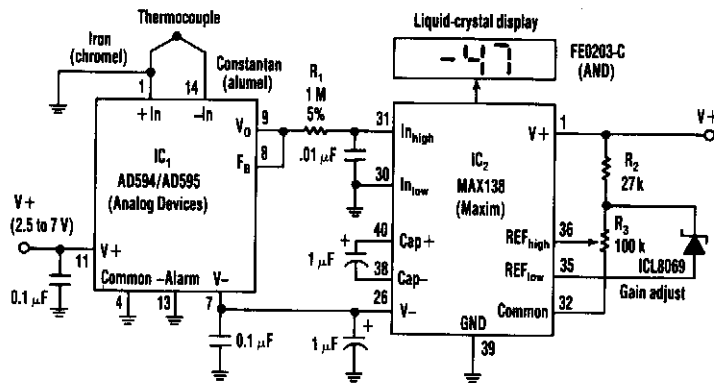 Thermocouple
Iron
(chromel)
Constantan
(alumel)
1
14
+ In
–In
IC1
AD594/AD595
(Analog Devices)
VO
9
FB
8
V+
(2.5 to 7 V)
11
V+
Common
–Alarm
V–
4
13
7
0.1 µF
0.1 µF
R1
1 M
5%
.01 µF
1 µF
+
1 µF
+
Liquid-crystal display
-47
FE0203-C
(AND)
31
Inhigh
30
Inlow
40
Cap+
38
Cap–
26
V–
IC2
MAX138
(Maxim)
V+
1
REFhigh
36
REFlow
35
Common
32
GND
39
V+
R2
27k
R3
100 k
ICL8069
Gain adjust